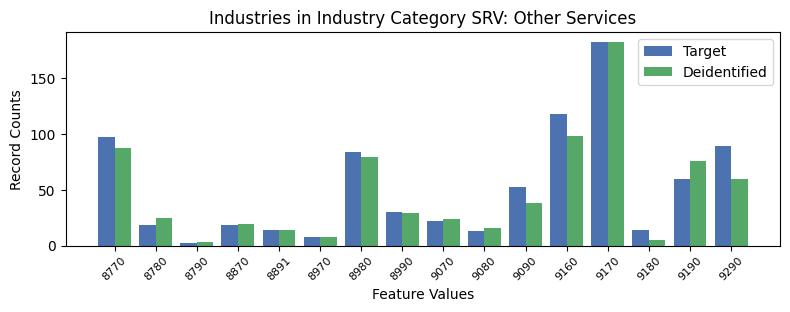 Industries in Industry Category SRV: Other Services
Target
Deidentified
Record Counts
150
100
50
0
8770 8780 8790 8870 8891 8970 8980 8990 9070 9080 9090 9160 9170 9180 9190 9290
Feature Values